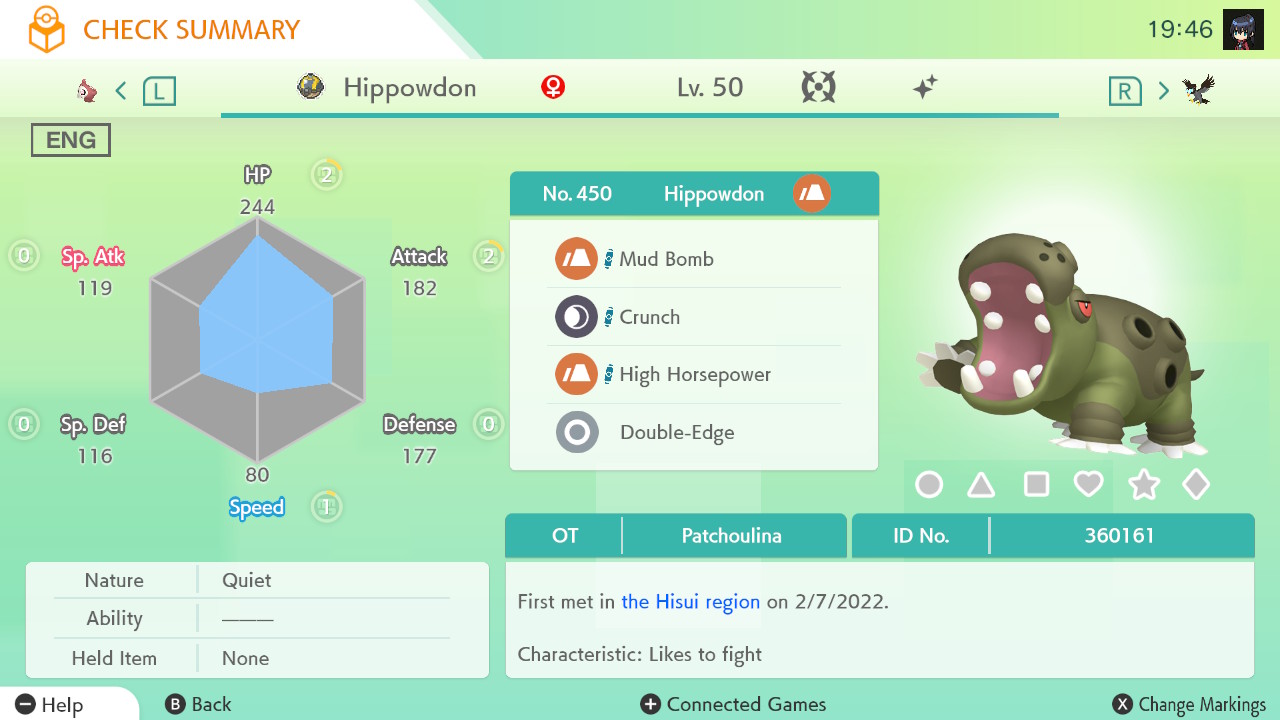 CHECK SUMMARY
19:46
L
Hippowdon
Lv. 50
R
ENG
HP
2
244
0
Sp. Atk
119
Attack
2
182
0
Sp. Def
116
Defense
0
177
80
Speed
1
No. 450 Hippowdon
Mud Bomb
Crunch
High Horsepower
Double-Edge
OT Patchoulina
ID No. 360161
First met in the Hisui region on 2/7/2022.
Characteristic: Likes to fight
Nature Quiet
Ability ———
Held Item None
Help
B Back
Connected Games
X Change Markings